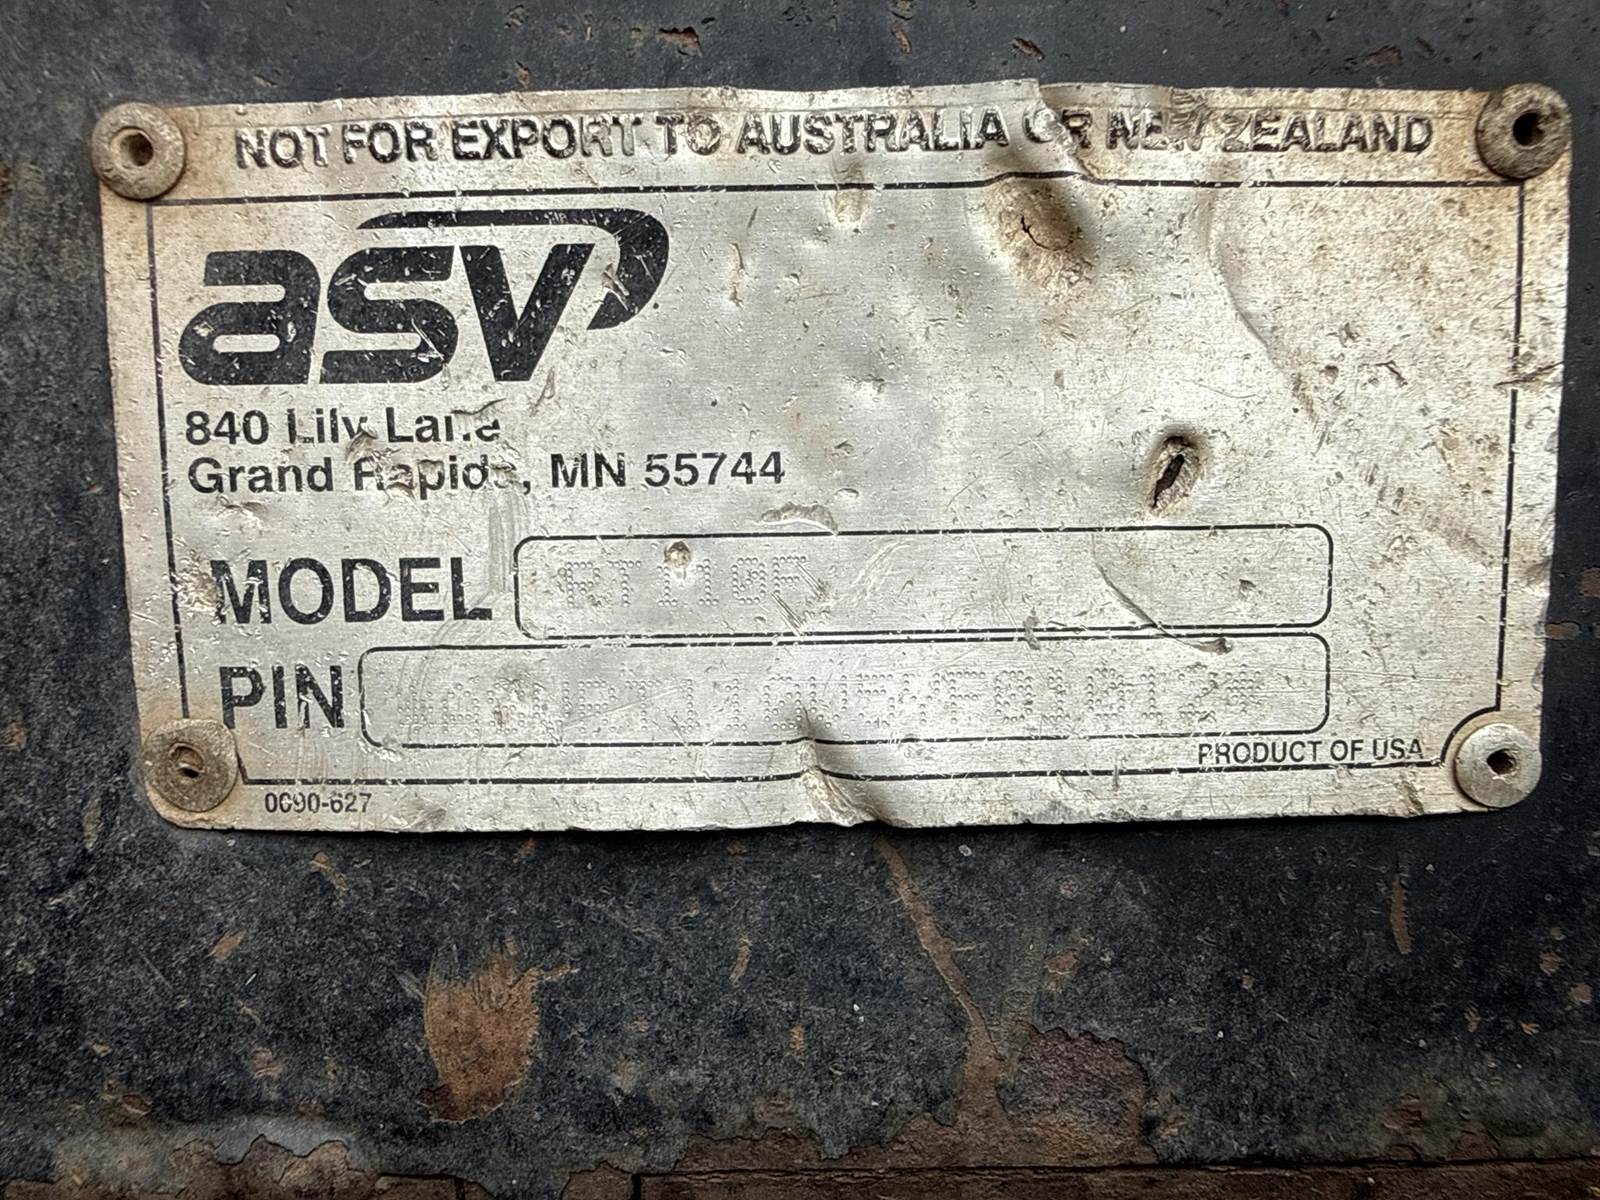 NOT FOR EXPORT TO AUSTRALIA OR NEW ZEALAND
asv
840 Lily Lane
Grand Rapids, MN 55744
MODEL RT110F
PIN
PRODUCT OF USA
0690-627